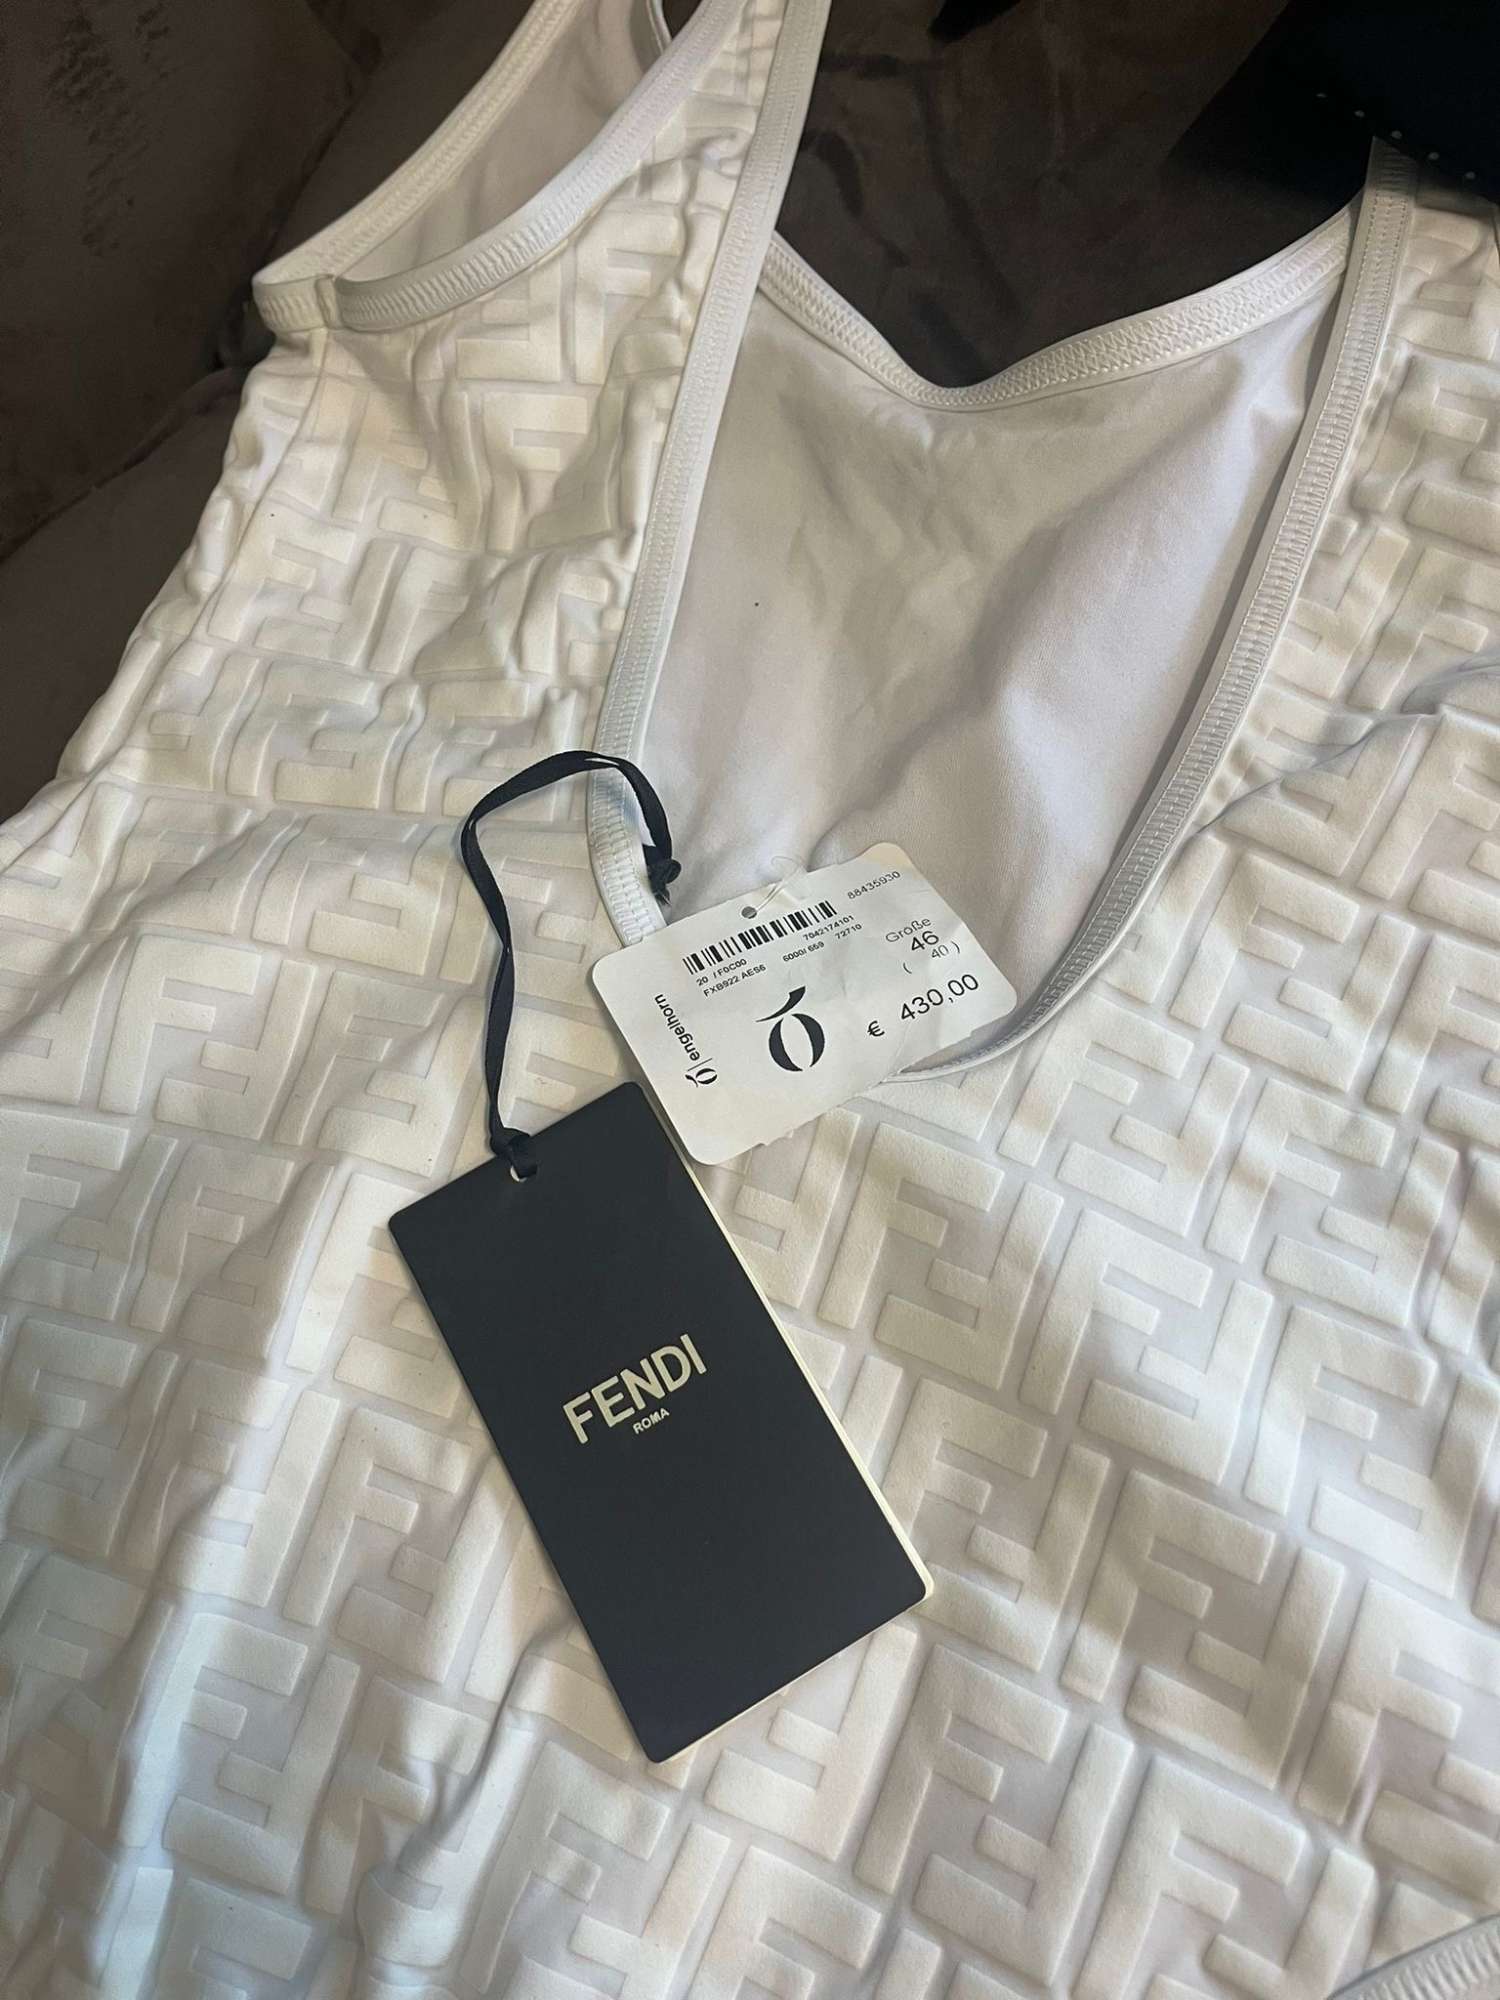 88435930
7042174101
20 / F0C00
6000/ 659 72710
FXB922 AES6
Größe
46
( 40 )
€ 430,00
engelhorn
FENDI
ROMA